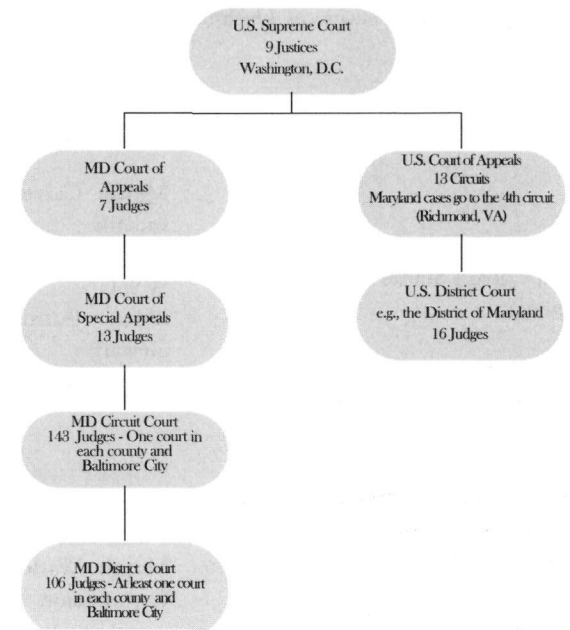 U.S. Supreme Court
9 Justices
Washington, D.C.
MD Court of
Appeals
7 Judges
U.S. Court of Appeals
13 Circuits
Maryland cases go to the 4th circuit
(Richmond, VA)
MD Court of
Special Appeals
13 Judges
U.S. District Court
e.g., the District of Maryland
16 Judges
MD Circuit Court
143 Judges - One court in
each county and
Baltimore City
MD District Court
106 Judges - At least one court
in each county and
Baltimore City